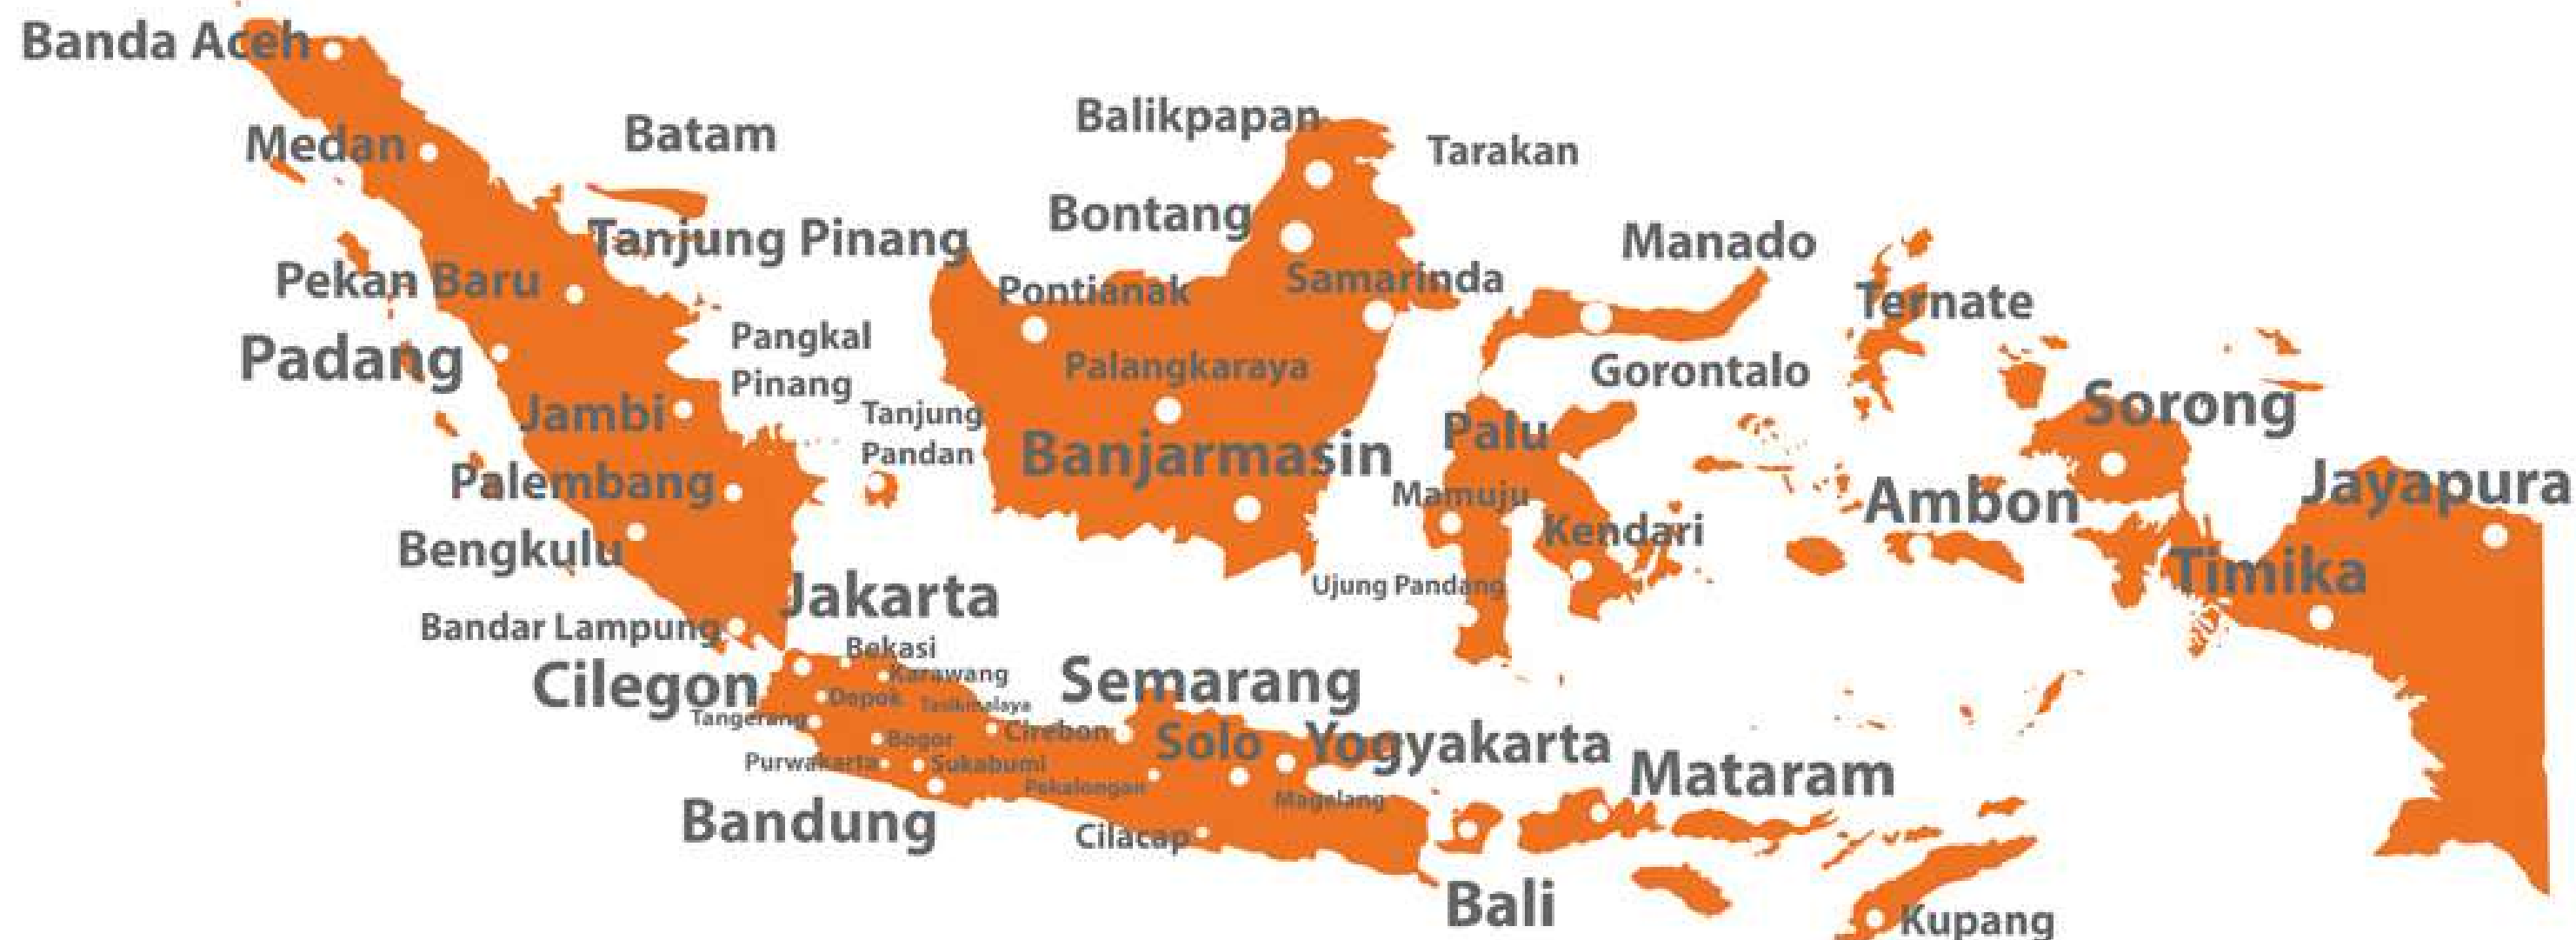 Banda Aceh
Medan
Batam
Balikpapan
Tarakan
Bontang
Tanjung Pinang
Manado
Pekan Baru
Pontianak
Samarinda
Ternate
Padang
Pangkal
Pinang
Palangkaraya
Gorontalo
Jambi
Tanjung
Pandan
Banjarmasin
Palu
Sorong
Palembang
Mamuju
Ambon
Jayapura
Bengkulu
Kendari
Timika
Jakarta
Ujung Pandang
Bandar Lampung
Bekasi
Cilegon
Karawang
Semarang
Depok
Tasikmalaya
Tangerang
Cirebon
Solo
Yogyakarta
Bogor
Purwakarta
Sukabumi
Mataram
Pekalongan
Magelang
Bandung
Cilacap
Bali
Kupang